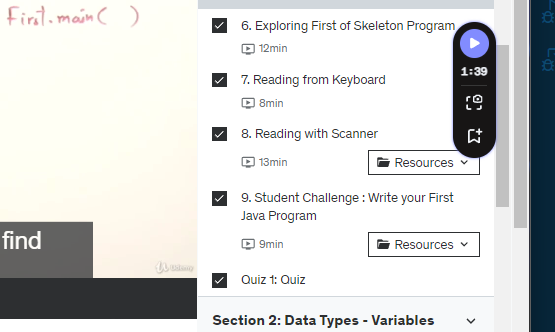 First.main( )
6. Exploring First of Skeleton Program
12min
7. Reading from Keyboard
8min
8. Reading with Scanner
13min
Resources
9. Student Challenge : Write your First
Java Program
9min
Resources
Quiz 1: Quiz
Section 2: Data Types - Variables
1:39
find
Udemy